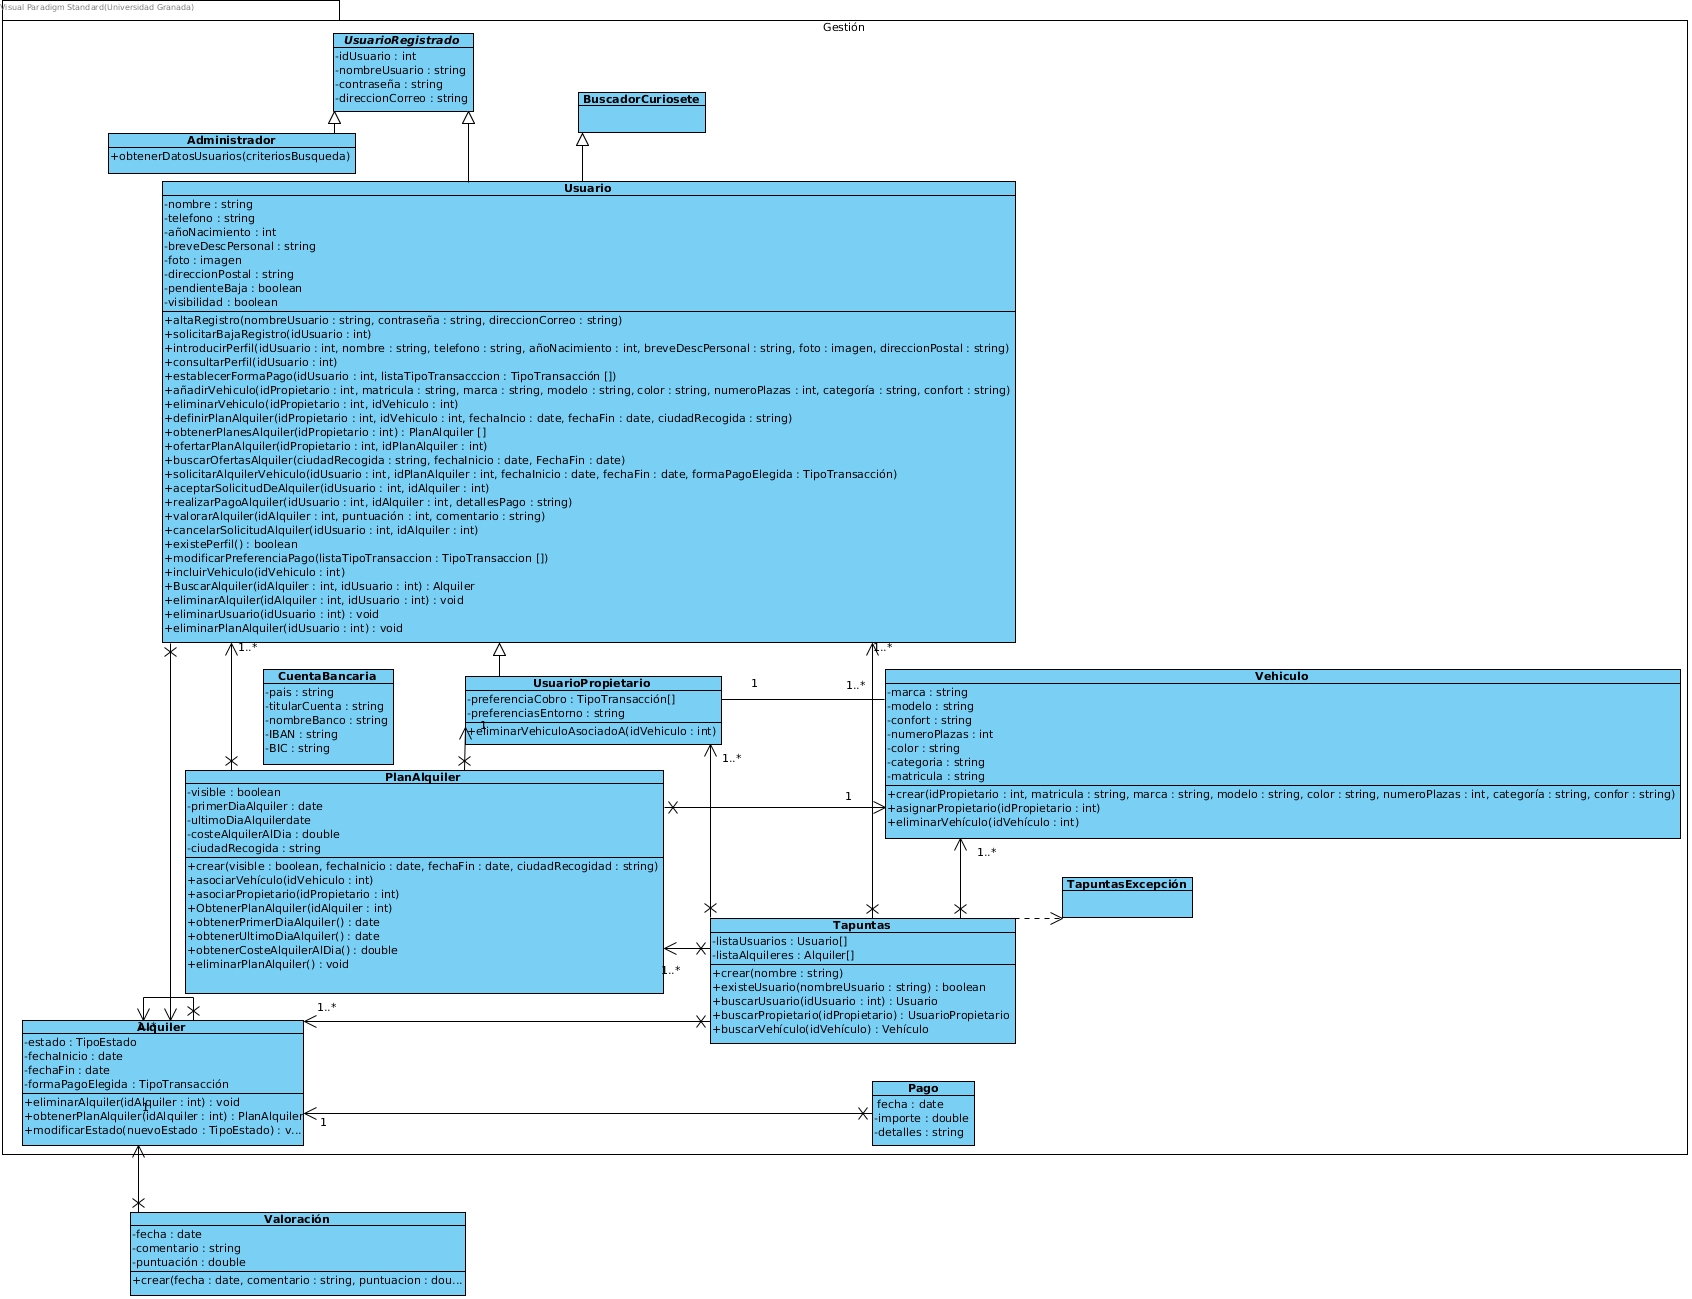 Visual Paradigm Standard(Universidad Granada)
Gestión
UsuarioRegistrado
-idUsuario : int
-nombreUsuario : string
-contraseña : string
-direccionCorreo : string
BuscadorCuriosete
Administrador
+obtenerDatosUsuarios(criteriosBusqueda)
Usuario
-nombre : string
-telefono : string
-añoNacimiento : int
-breveDescPersonal : string
-foto : imagen
-direccionPostal : string
-pendienteBaja : boolean
-visibilidad : boolean
+altaRegistro(nombreUsuario : string, contraseña : string, direccionCorreo : string)
+solicitarBajaRegistro(idUsuario : int)
+introducirPerfil(idUsuario : int, nombre : string, telefono : string, añoNacimiento : int, breveDescPersonal : string, foto : imagen, direccionPostal : string)
+consultarPerfil(idUsuario : int)
+establecerFormaPago(idUsuario : int, listaTipoTransacccion : TipoTransacción [])
+añadirVehiculo(idPropietario : int, matricula : string, marca : string, modelo : string, color : string, numeroPlazas : int, categoría : string, confort : string)
+eliminarVehiculo(idPropietario : int, idVehiculo : int)
+definirPlanAlquiler(idPropietario : int, idVehiculo : int, fechaIncio : date, fechaFin : date, ciudadRecogida : string)
+obtenerPlanesAlquiler(idPropietario : int) : PlanAlquiler []
+ofertarPlanAlquiler(idPropietario : int, idPlanAlquiler : int)
+buscarOfertasAlquiler(ciudadRecogida : string, fechaInicio : date, FechaFin : date)
+solicitarAlquilerVehiculo(idUsuario : int, idPlanAlquiler : int, fechaInicio : date, fechaFin : date, formaPagoElegida : TipoTransacción)
+aceptarSolicitudDeAlquiler(idUsuario : int, idAlquiler : int)
+realizarPagoAlquiler(idUsuario : int, idAlquiler : int, detallesPago : string)
+valorarAlquiler(idAlquiler : int, puntuación : int, comentario : string)
+cancelarSolicitudAlquiler(idUsuario : int, idAlquiler : int)
+existePerfil() : boolean
+modificarPreferenciaPago(listaTipoTransaccion : TipoTransaccion [])
+incluirVehiculo(idVehiculo : int)
+BuscarAlquiler(idAlquiler : int, idUsuario : int) : Alquiler
+eliminarAlquiler(idAlquiler : int, idUsuario : int) : void
+eliminarUsuario(idUsuario : int) : void
+eliminarPlanAlquiler(idUsuario : int) : void
1..*
1..*
CuentaBancaria
-pais : string
-titularCuenta : string
-nombreBanco : string
-IBAN : string
-BIC : string
UsuarioPropietario
-preferenciaCobro : TipoTransacción[]
-preferenciasEntorno : string
+eliminarVehiculoAsociadoA(idVehiculo : int)
1
1
1..*
1..*
Vehiculo
-marca : string
-modelo : string
-confort : string
-numeroPlazas : int
-color : string
-categoria : string
-matricula : string
+crear(idPropietario : int, matricula : string, marca : string, modelo : string, color : string, numeroPlazas : int, categoría : string, confor : string)
+asignarPropietario(idPropietario : int)
+eliminarVehículo(idVehículo : int)
PlanAlquiler
-visible : boolean
-primerDiaAlquiler : date
-ultimoDiaAlquilerdate
-costeAlquilerAlDia : double
-ciudadRecogida : string
+crear(visible : boolean, fechaInicio : date, fechaFin : date, ciudadRecogidad : string)
+asociarVehículo(idVehiculo : int)
+asociarPropietario(idPropietario : int)
+ObtenerPlanAlquiler(idAlquiler : int)
+obtenerPrimerDiaAlquiler() : date
+obtenerUltimoDiaAlquiler() : date
+obtenerCosteAlquilerAlDia() : double
+eliminarPlanAlquiler() : void
1
1..*
1..*
TapuntasExcepción
Tapuntas
-listaUsuarios : Usuario[]
-listaAlquileres : Alquiler[]
+crear(nombre : string)
+existeUsuario(nombreUsuario : string) : boolean
+buscarUsuario(idUsuario : int) : Usuario
+buscarPropietario(idPropietario) : UsuarioPropietario
+buscarVehículo(idVehículo) : Vehículo
1..*
Alquiler
-estado : TipoEstado
-fechaInicio : date
-fechaFin : date
-formaPagoElegida : TipoTransacción
+eliminarAlquiler(idAlquiler : int) : void
+obtenerPlanAlquiler(idAlquiler : int) : PlanAlquiler
+modificarEstado(nuevoEstado : TipoEstado) : v...
1
1
Pago
fecha : date
-importe : double
-detalles : string
Valoración
-fecha : date
-comentario : string
-puntuación : double
+crear(fecha : date, comentario : string, puntuacion : dou...